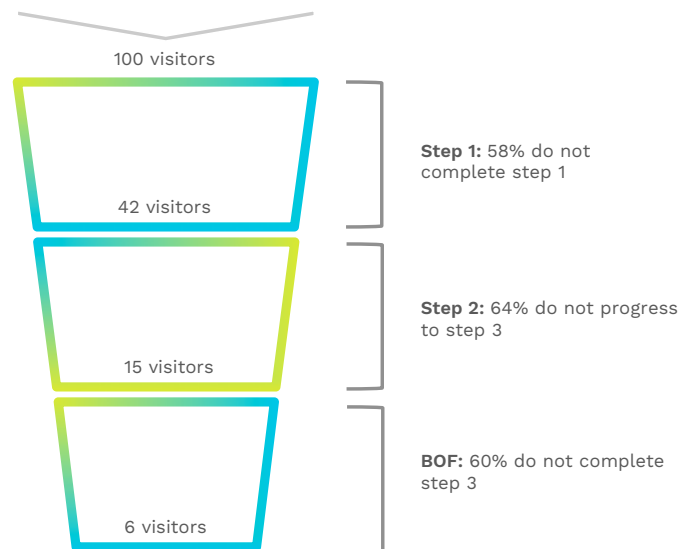 100 visitors
Step 1: 58% do not
complete step 1
42 visitors
Step 2: 64% do not progress
to step 3
15 visitors
BOF: 60% do not complete
step 3
6 visitors